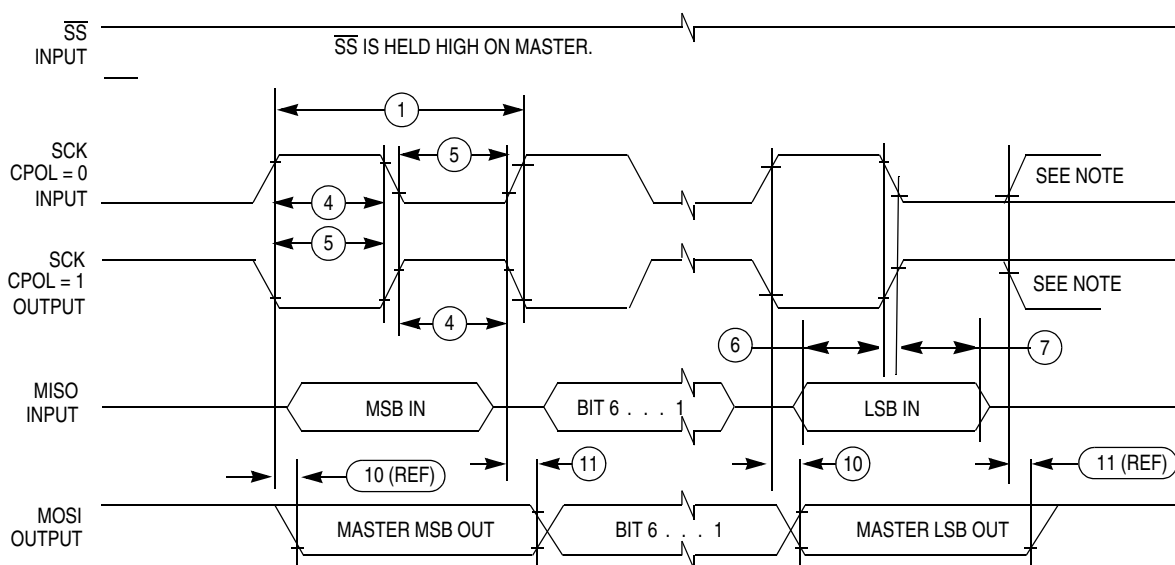 SS
INPUT
SS IS HELD HIGH ON MASTER.
1
SCK
CPOL = 0
INPUT
5
SEE NOTE
4
5
SCK
CPOL = 1
OUTPUT
SEE NOTE
4
6
7
MISO
INPUT
MSB IN
BIT 6 . . . 1
LSB IN
10 (REF)
11
10
11 (REF)
MOSI
OUTPUT
MASTER MSB OUT
BIT 6 . . . 1
MASTER LSB OUT